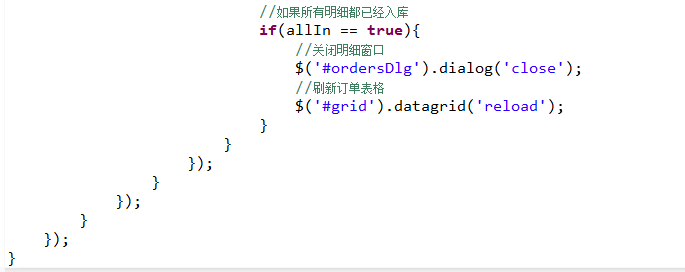 //如果所有明细都已经入库
if(allIn == true){
//关闭明细窗口
$('#ordersDlg').dialog('close');
//刷新订单表格
$('#grid').datagrid('reload');
}
}
});
}
});
}
});
}